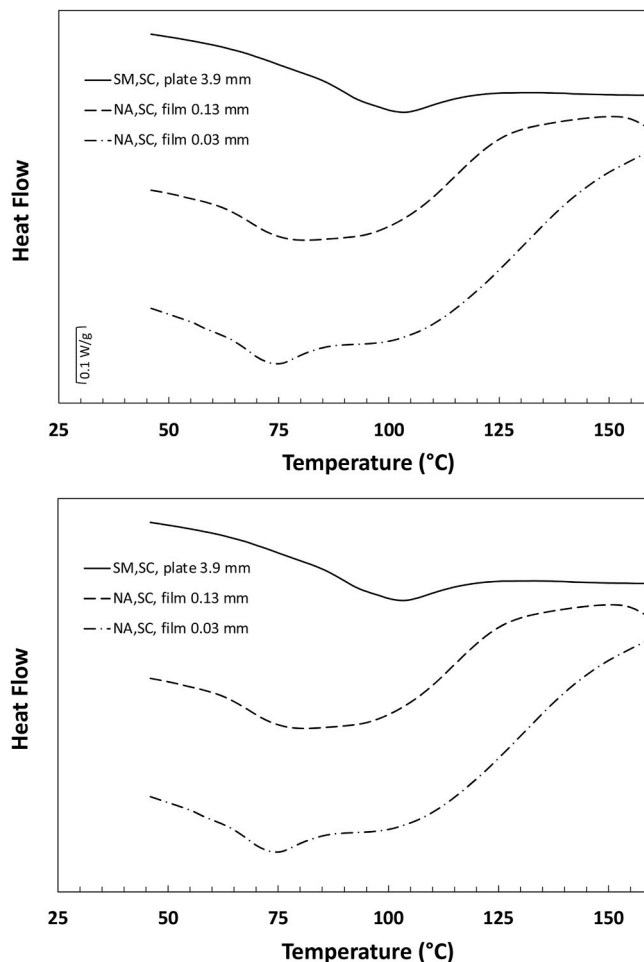 SM,SC, plate 3.9 mm
NA,SC, film 0.13 mm
NA,SC, film 0.03 mm
Heat Flow
0.1 W/g
25 50 75 100 125 150
Temperature (°C)
SM,SC, plate 3.9 mm
NA,SC, film 0.13 mm
NA,SC, film 0.03 mm
Heat Flow
25 50 75 100 125 150
Temperature (°C)